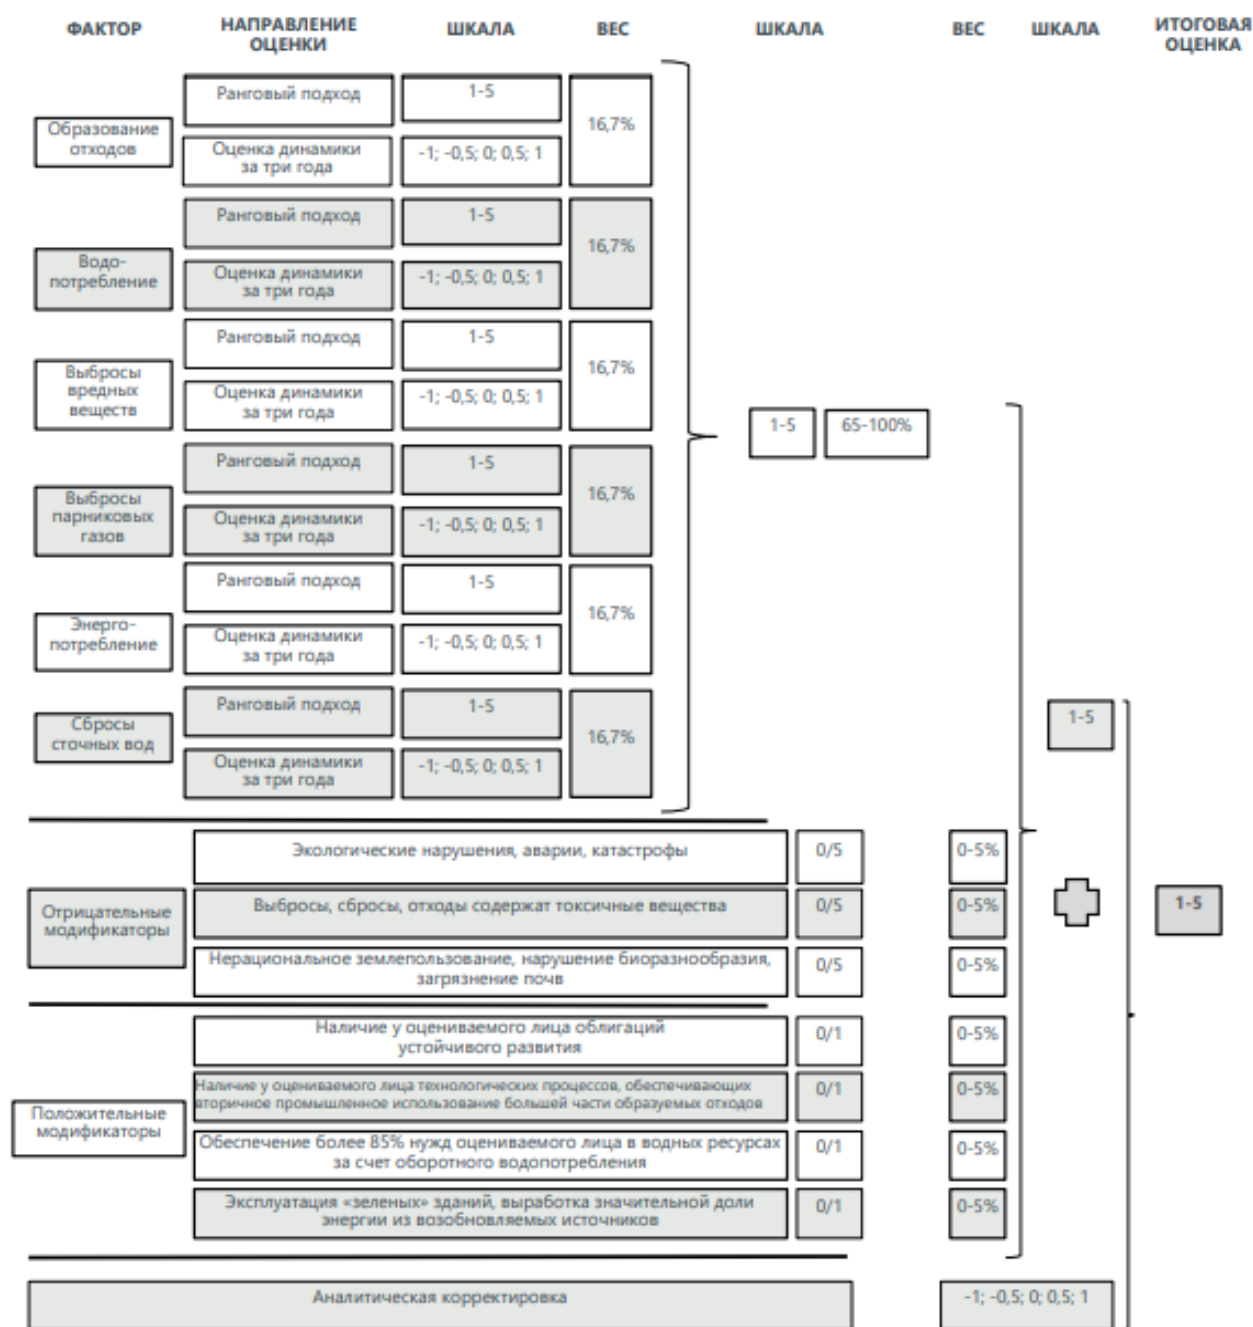 ФАКТОР
НАПРАВЛЕНИЕ
ОЦЕНКИ
ШКАЛА
ВЕС
ШКАЛА
ВЕС
ШКАЛА
ИТОГОВАЯ
ОЦЕНКА
Образование
отходов
Ранговый подход
1-5
Оценка динамики
за три года
-1; -0,5; 0; 0,5; 1
16,7%
Водо-
потребление
Ранговый подход
1-5
Оценка динамики
за три года
-1; -0,5; 0; 0,5; 1
16,7%
Выбросы
вредных
веществ
Ранговый подход
1-5
Оценка динамики
за три года
-1; -0,5; 0; 0,5; 1
16,7%
Выбросы
парниковых
газов
Ранговый подход
1-5
Оценка динамики
за три года
-1; -0,5; 0; 0,5; 1
16,7%
Энерго-
потребление
Ранговый подход
1-5
Оценка динамики
за три года
-1; -0,5; 0; 0,5; 1
16,7%
Сбросы
сточных вод
Ранговый подход
1-5
Оценка динамики
за три года
-1; -0,5; 0; 0,5; 1
16,7%
1-5
65-100%
Отрицательные
модификаторы
Экологические нарушения, аварии, катастрофы
0/5
0-5%
Выбросы, сбросы, отходы содержат токсичные вещества
0/5
0-5%
Нерациональное землепользование, нарушение биоразнообразия,
загрязнение почв
0/5
0-5%
Положительные
модификаторы
Наличие у оцениваемого лица облигаций
устойчивого развития
0/1
0-5%
Наличие у оцениваемого лица технологических процессов, обеспечивающих
вторичное промышленное использование большей части образуемых отходов
0/1
0-5%
Обеспечение более 85% нужд оцениваемого лица в водных ресурсах
за счет оборотного водопотребления
0/1
0-5%
Эксплуатация «зеленых» зданий, выработка значительной доли
энергии из возобновляемых источников
0/1
0-5%
1-5
1-5
Аналитическая корректировка
-1; -0,5; 0; 0,5; 1